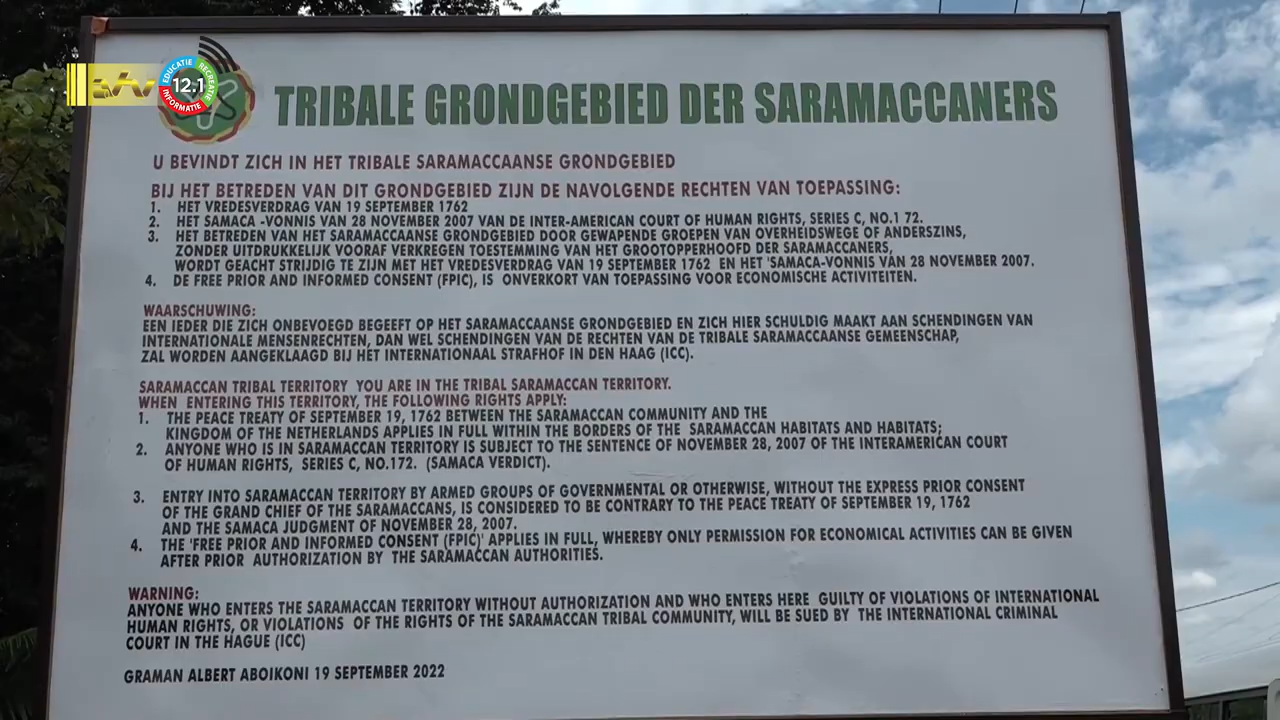 EDUCATIE
RECREATIE
INFORMATIE
12.1
TRIBALE GRONDGEBIED DER SARAMACCANERS
U BEVINDT ZICH IN HET TRIBALE SARAMACCAANSE GRONDGEBIED
BIJ HET BETREDEN VAN DIT GRONDGEBIED ZIJN DE NAVOLGENDE RECHTEN VAN TOEPASSING:
1. HET VREDESVERDRAG VAN 19 SEPTEMBER 1762
2. HET SAMACA -VONNIS VAN 28 NOVEMBER 2007 VAN DE INTER-AMERICAN COURT OF HUMAN RIGHTS, SERIES C, NO.1 72.
3. HET BETREDEN VAN HET SARAMACCAANSE GRONDGEBIED DOOR GEWAPENDE GROEPEN VAN OVERHEIDSWEGE OF ANDERSZINS,
ZONDER UITDRUKKELIJK VOORAF VERKREGEN TOESTEMMING VAN HET GROOTOPPERHOOFD DER SARAMACCANERS,
WORDT GEACHT STRIJDIG TE ZIJN MET HET VREDESVERDRAG VAN 19 SEPTEMBER 1762 EN HET 'SAMACA-VONNIS VAN 28 NOVEMBER 2007.
4. DE FREE PRIOR AND INFORMED CONSENT (FPIC), IS ONVERKORT VAN TOEPASSING VOOR ECONOMISCHE ACTIVITEITEN.
WAARSCHUWING:
EEN IEDER DIE ZICH ONBEVOEGD BEGEEFT OP HET SARAMACCAANSE GRONDGEBIED EN ZICH HIER SCHULDIG MAAKT AAN SCHENDINGEN VAN
INTERNATIONALE MENSENRECHTEN, DAN WEL SCHENDINGEN VAN DE RECHTEN VAN DE TRIBALE SARAMACCAANSE GEMEENSCHAP,
ZAL WORDEN AANGEKLAAGD BIJ HET INTERNATIONAAL STRAFHOF IN DEN HAAG (ICC).
SARAMACCAN TRIBAL TERRITORY YOU ARE IN THE TRIBAL SARAMACCAN TERRITORY.
WHEN ENTERING THIS TERRITORY, THE FOLLOWING RIGHTS APPLY:
1. THE PEACE TREATY OF SEPTEMBER 19, 1762 BETWEEN THE SARAMACCAN COMMUNITY AND THE
KINGDOM OF THE NETHERLANDS APPLIES IN FULL WITHIN THE BORDERS OF THE SARAMACCAN HABITATS AND HABITATS;
2. ANYONE WHO IS IN SARAMACCAN TERRITORY IS SUBJECT TO THE SENTENCE OF NOVEMBER 28, 2007 OF THE INTERAMERICAN COURT
OF HUMAN RIGHTS, SERIES C, NO.172. (SAMACA VERDICT).
3. ENTRY INTO SARAMACCAN TERRITORY BY ARMED GROUPS OF GOVERNMENTAL OR OTHERWISE, WITHOUT THE EXPRESS PRIOR CONSENT
OF THE GRAND CHIEF OF THE SARAMACCANS, IS CONSIDERED TO BE CONTRARY TO THE PEACE TREATY OF SEPTEMBER 19, 1762
AND THE SAMACA JUDGMENT OF NOVEMBER 28, 2007.
4. THE 'FREE PRIOR AND INFORMED CONSENT (FPIC)' APPLIES IN FULL, WHEREBY ONLY PERMISSION FOR ECONOMICAL ACTIVITIES CAN BE GIVEN
AFTER PRIOR AUTHORIZATION BY THE SARAMACCAN AUTHORITIES.
WARNING:
ANYONE WHO ENTERS THE SARAMACCAN TERRITORY WITHOUT AUTHORIZATION AND WHO ENTERS HERE GUILTY OF VIOLATIONS OF INTERNATIONAL
HUMAN RIGHTS, OR VIOLATIONS OF THE RIGHTS OF THE SARAMACCAN TRIBAL COMMUNITY, WILL BE SUED BY THE INTERNATIONAL CRIMINAL
COURT IN THE HAGUE (ICC)
GRAMAN ALBERT ABOIKONI 19 SEPTEMBER 2022